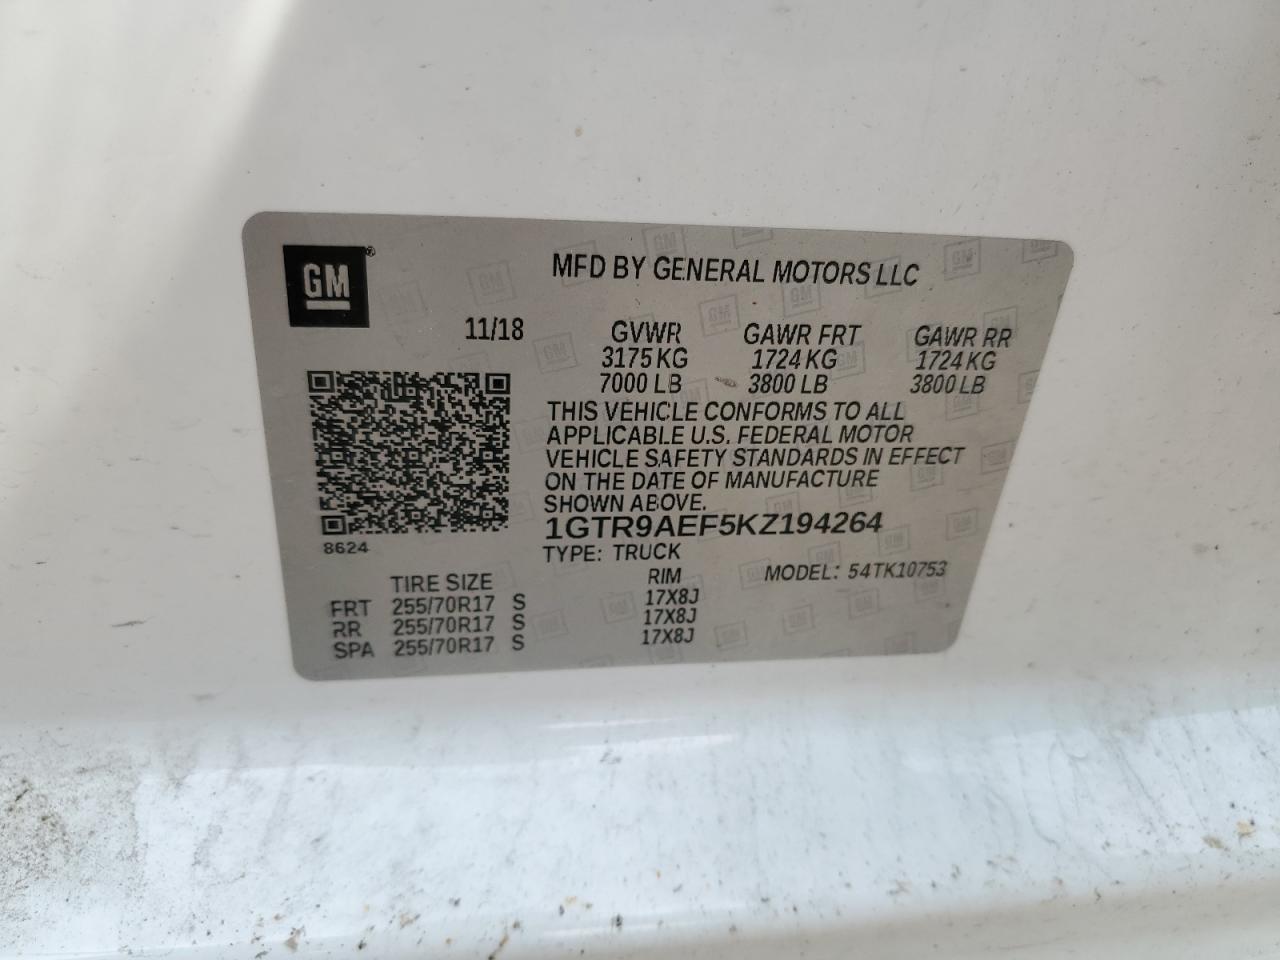 GM®
MFD BY GENERAL MOTORS LLC
11/18 GVWR GAWR FRT GAWR RR
3175 KG 1724 KG 1724 KG
7000 LB 3800 LB 3800 LB
THIS VEHICLE CONFORMS TO ALL
APPLICABLE U.S. FEDERAL MOTOR
VEHICLE SAFETY STANDARDS IN EFFECT
ON THE DATE OF MANUFACTURE
SHOWN ABOVE.
1GTR9AEF5KZ194264
8624
TYPE: TRUCK
MODEL: 54TK10753
TIRE SIZE RIM
FRT 255/70R17 S 17X8J
RR 255/70R17 S 17X8J
SPA 255/70R17 S 17X8J